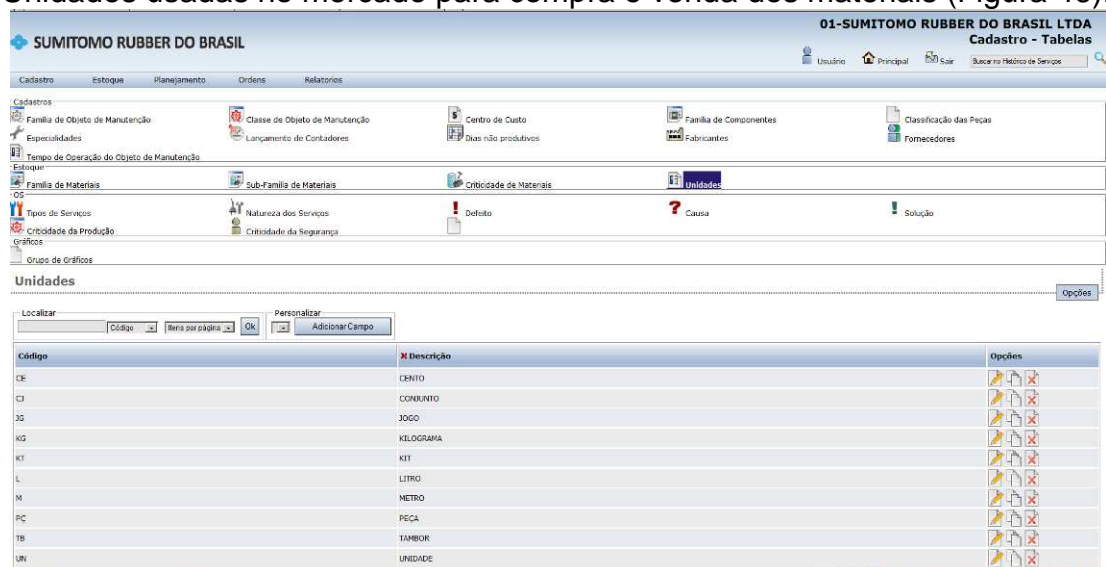 Unidades usadas no mercado para compra e venda dos materiais (Figura
01-SUMITOMO RUBBER DO BRASIL LTDA
Cadastro - Tabelas
SUMITOMO RUBBER DO BRASIL
Usuário Principal Sair Buscar no Histórico de Serviços
Cadastro Estoque Planejamento Ordens Relatorios
Cadastros
Familia de Objeto de Manutenção Classe de Objeto de Manutenção Centro de Custo Familia de Componentes Classificação das Peças
Especialidades Lançamento de Contadores Dias não produtivos Fabricantes Fornecedores
Tempo de Operação do Objeto de Manutenção
Estoque
Familia de Materiais Sub-Familia de Materiais Criticidade de Materiais Unidades
OS
Tipos de Serviços Natureza dos Serviços Defeito Causa Solução
Criticidade da Produção Criticidade da Segurança
Gráficos
Grupo de Gráficos
Unidades
Opções
Localizar Personalizar
Código Itens por página Ok Adicionar Campo
Código Descrição Opções
CE CENTO
CJ CONJUNTO
JG JOGO
KG KILOGRAMA
KT KIT
L LITRO
M METRO
PÇ PEÇA
TB TAMBOR
UN UNIDADE